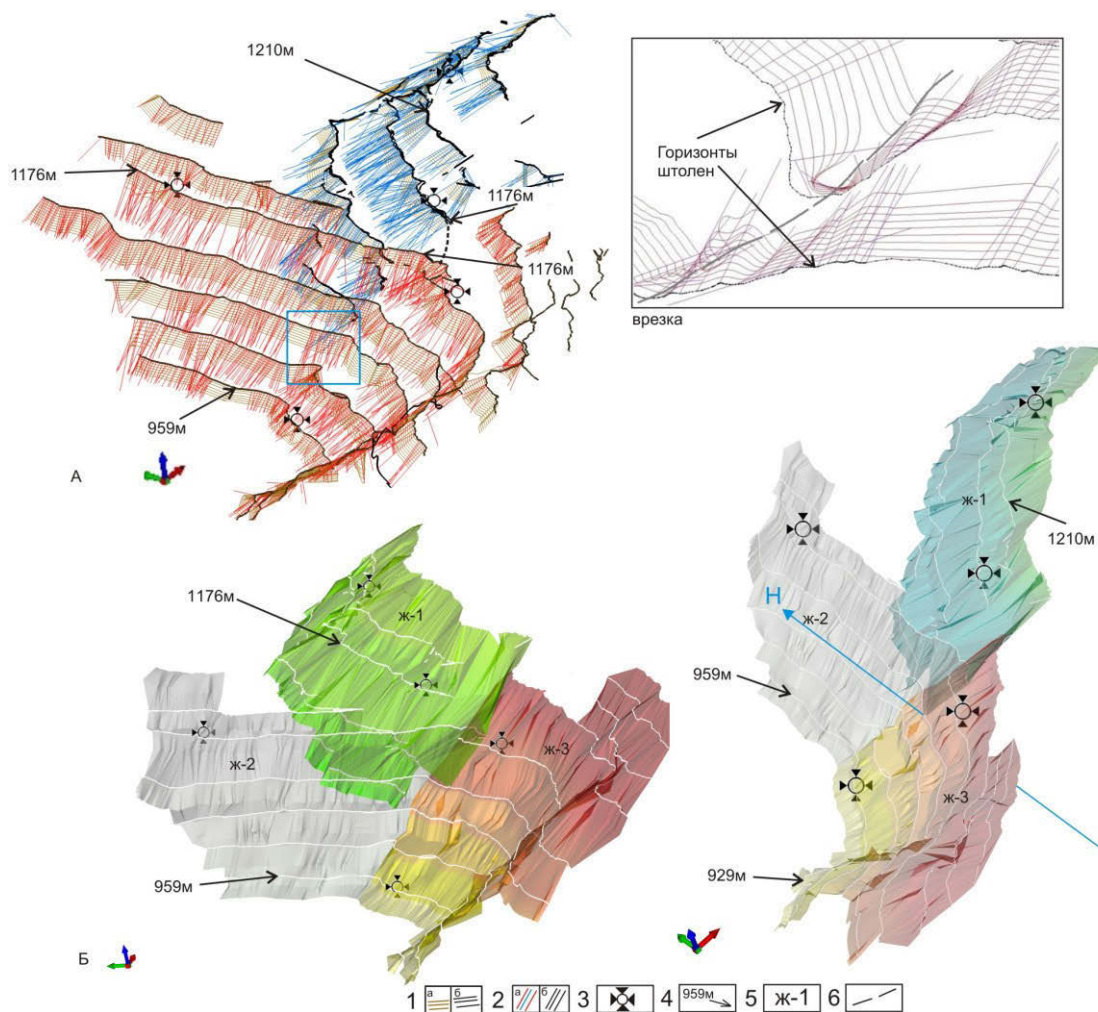 1210м
1176м
1176м
1176м
959м
А
Горизонты
штолен
врезка
ж-1
1210м
Н
ж-2
959м
ж-3
929м
1176м
ж-1
ж-2
ж-3
959м
Б
1 а б 2 а б 3 4 959м 5 ж-1 6